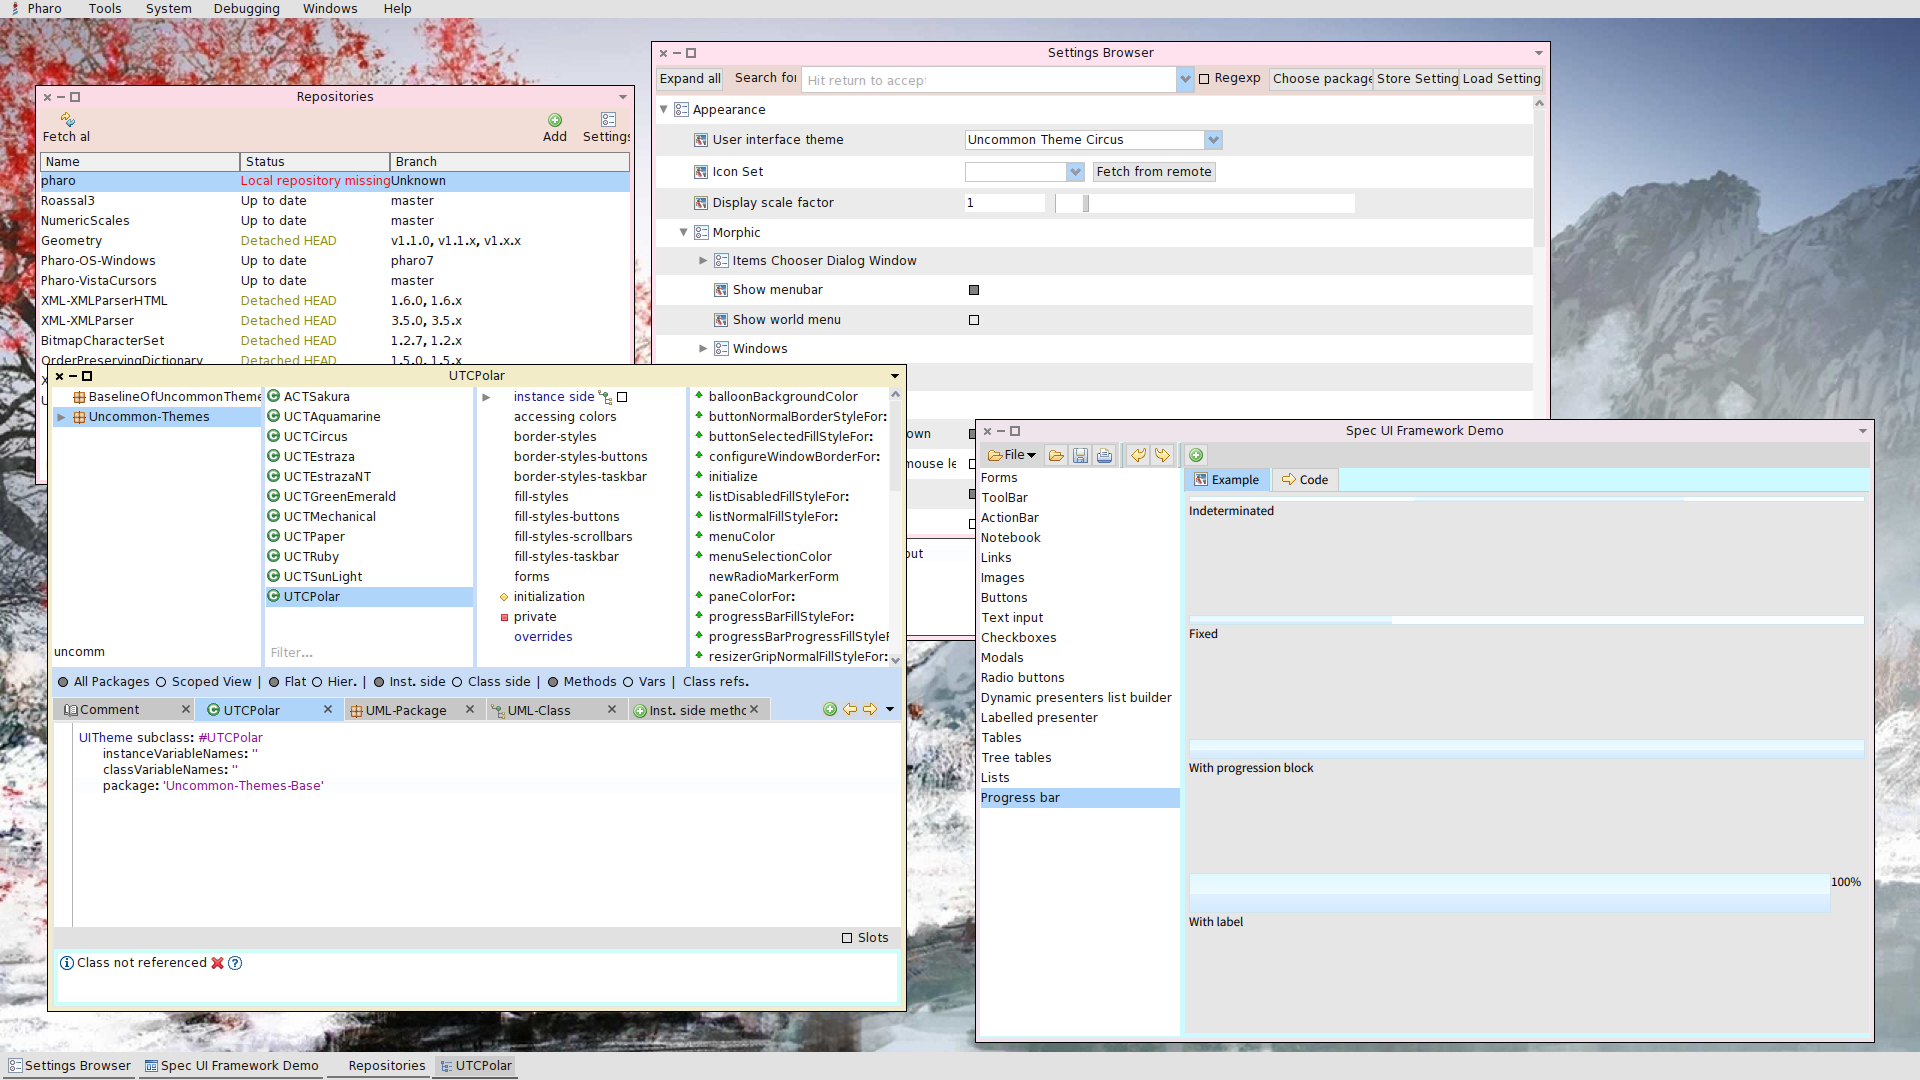 Pharo Tools System Debugging Windows Help
Repositories
Fetch al
Add
Settings
Name Status Branch
pharo Local repository missing Unknown
Roassal3 Up to date master
NumericScales Up to date master
Geometry Detached HEAD v1.1.0, v1.1.x, v1.x.x
Pharo-OS-Windows Up to date pharo7
Pharo-VistaCursors Up to date master
XML-XMLParserHTML Detached HEAD 1.6.0, 1.6.x
XML-XMLParser Detached HEAD 3.5.0, 3.5.x
BitmapCharacterSet Detached HEAD 1.2.7, 1.2.x
OrderPreservingDictionary Detached HEAD 1.5.0, 1.5.x
Settings Browser
Expand all Search for Hit return to accept Regexp Choose package Store Setting Load Setting
Appearance
User interface theme Uncommon Theme Circus
Icon Set Fetch from remote
Display scale factor 1
Morphic
Items Chooser Dialog Window
Show menubar
Show world menu
Windows
own
mouse le
out
UTCPolar
BaselineOfUncommonTheme
Uncommon-Themes
uncomm
ACTSakura
UCTAquamarine
UCTCircus
UCTEstraza
UCTEstrazaNT
UCTGreenEmerald
UCTMechanical
UCTPaper
UCTRuby
UCTSunLight
UTCPolar
Filter...
instance side
accessing colors
border-styles
border-styles-buttons
border-styles-taskbar
fill-styles
fill-styles-buttons
fill-styles-scrollbars
fill-styles-taskbar
forms
initialization
private
overrides
balloonBackgroundColor
buttonNormalBorderStyleFor:
buttonSelectedFillStyleFor:
configureWindowBorderFor:
initialize
listDisabledFillStyleFor:
listNormalFillStyleFor:
menuColor
menuSelectionColor
newRadioMarkerForm
paneColorFor:
progressBarFillStyleFor:
progressBarProgressFillStyleF
resizerGripNormalFillStyleFor:
All Packages Scoped View | Flat Hier. | Inst. side Class side | Methods Vars | Class refs.
Comment UTCPolar UML-Package UML-Class Inst. side methc
UITheme subclass: #UTCPolar
instanceVariableNames: ''
classVariableNames: ''
package: 'Uncommon-Themes-Base'
Slots
Class not referenced
Spec UI Framework Demo
File
Forms
ToolBar
ActionBar
Notebook
Links
Images
Buttons
Text input
Checkboxes
Modals
Radio buttons
Dynamic presenters list builder
Labelled presenter
Tables
Tree tables
Lists
Progress bar
Example Code
Indeterminated
Fixed
With progression block
100%
With label
Settings Browser Spec UI Framework Demo Repositories UTCPolar